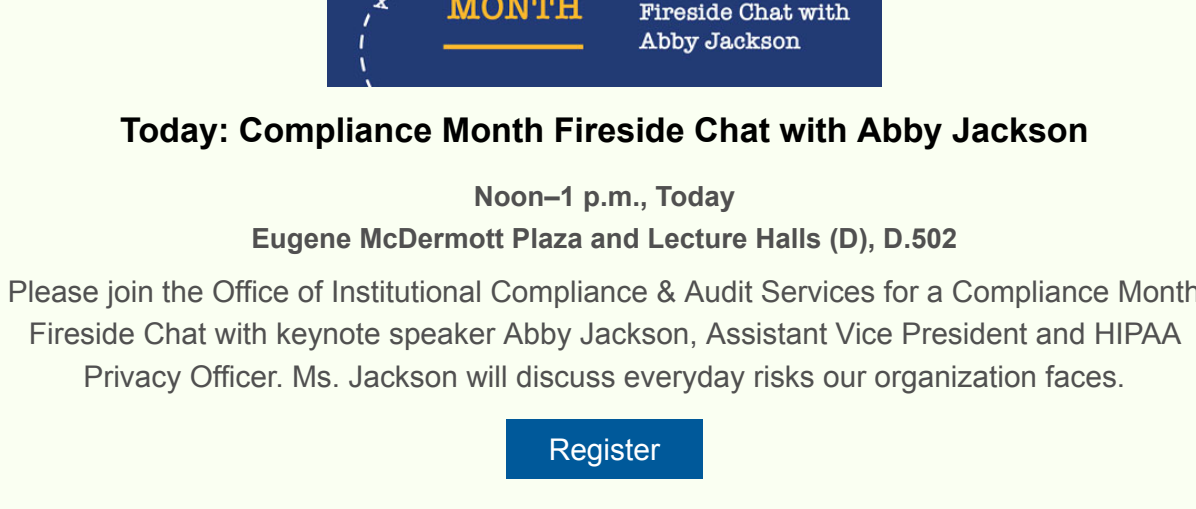 MONTH
Fireside Chat with
Abby Jackson
Today: Compliance Month Fireside Chat with Abby Jackson
Noon–1 p.m., Today
Eugene McDermott Plaza and Lecture Halls (D), D.502
Please join the Office of Institutional Compliance & Audit Services for a Compliance Month
Fireside Chat with keynote speaker Abby Jackson, Assistant Vice President and HIPAA
Privacy Officer. Ms. Jackson will discuss everyday risks our organization faces.
Register